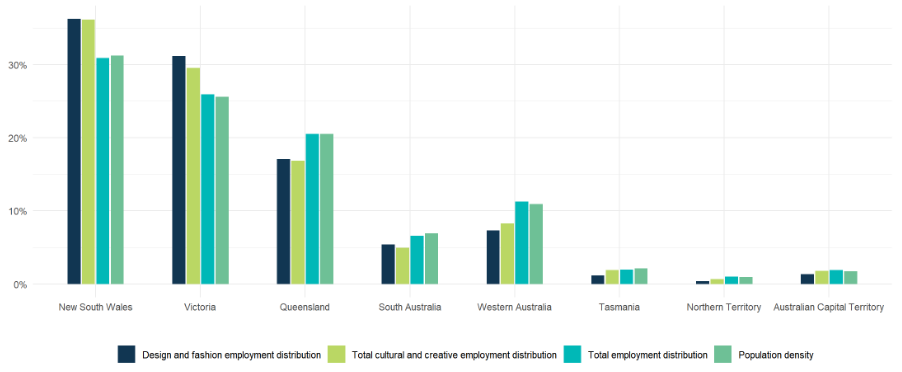 30%
20%
10%
0%
New South Wales Victoria Queensland South Australia Western Australia Tasmania Northern Territory Australian Capital Territory
Design and fashion employment distribution Total cultural and creative employment distribution Total employment distribution Population density